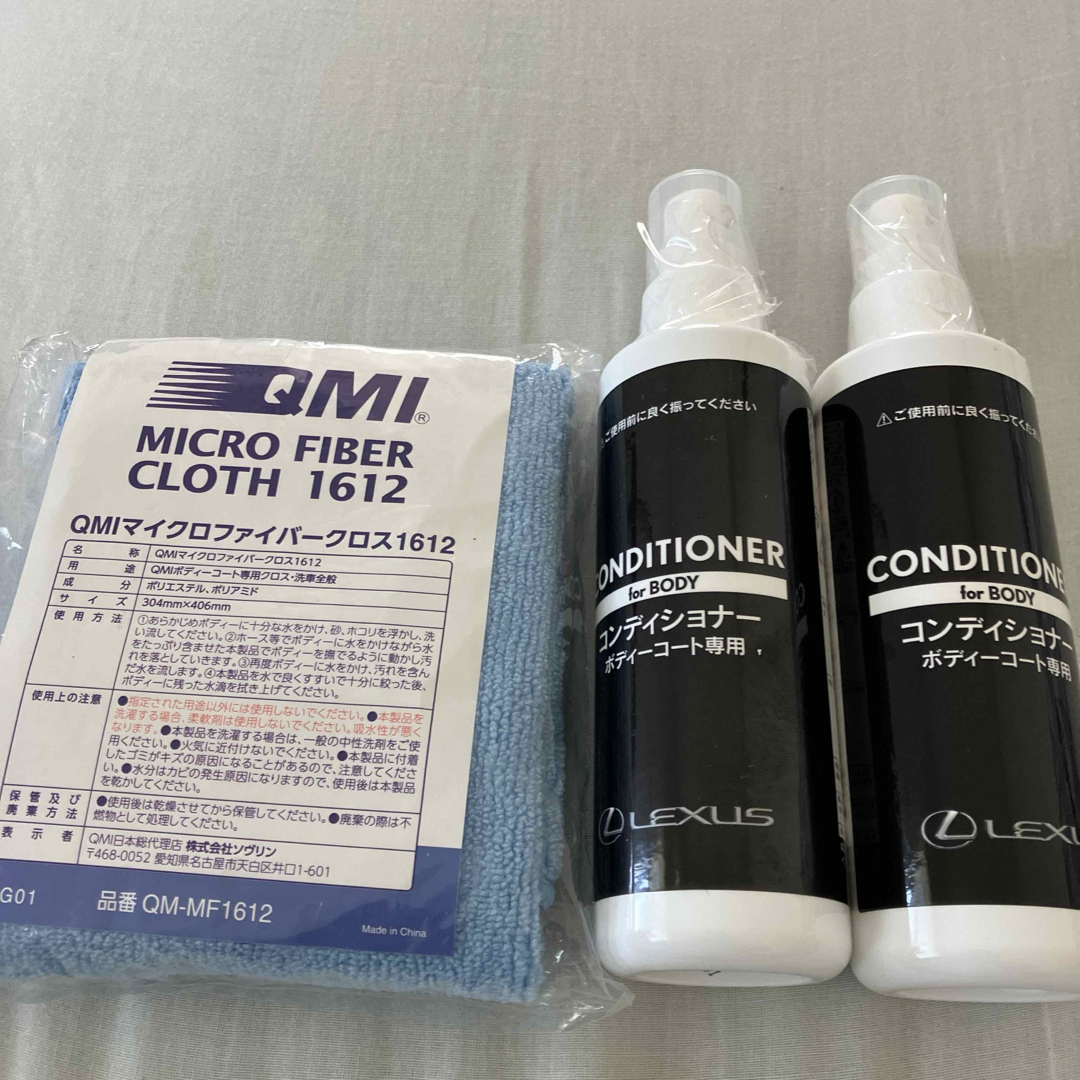 QMI®
MICRO FIBER
CLOTH 1612
QMIマイクロファイバークロス1612
名称 QMIマイクロファイバークロス1612
用途 QMIボディーコート専用クロス・洗車全般
成分 ポリエステル、ポリアミド
サイズ 304mm×406mm
使用方法 ①あらかじめボディーに十分な水をかけ、砂、ホコリを浮かし、洗
い流してください。②ホース等でボディーに水をかけながら水
をたっぷり含ませた本製品でボディーを撫でるように動かし汚
れを落としていきます。③再度ボディーに水をかけ、汚れを含ん
だ水を流します。④本製品を水で良くすすいで十分に絞った後、
ボディーに残った水滴を拭き上げてください。
使用上の注意 ●指定された用途以外には使用しないでください。●本製品を
洗濯する場合、柔軟剤は使用しないでください。吸水性が悪く
なります。●本製品を洗濯する場合は、一般の中性洗剤をご使
用ください。●火気に近付けないでください。●本製品に付着
したゴミがキズの原因になることがあるので、注意してくださ
い。●水分はカビの発生原因になりますので、使用後は本製品
を乾かしてください。
保管及び
廃棄方法 ●使用後は乾燥させてから保管してください。●廃棄の際は不
燃物として処理してください。
表示者 QMI日本総代理店 株式会社ソヴリン
〒468-0052 愛知県名古屋市天白区井口1-601
G01 品番 QM-MF1612
Made in China
ご使用前に良く振ってください
CONDITIONER
for BODY
コンディショナー
ボディーコート専用
LEXUS
⚠ご使用前に良く振ってくだ
CONDITIONE
for BODY
コンディショナー
ボディーコート専用
LEXU